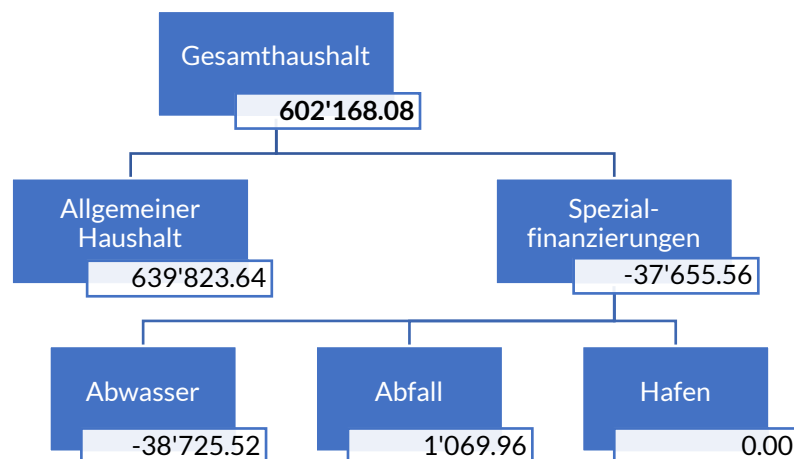 Gesamthaushalt
602'168.08
Allgemeiner
Haushalt
639'823.64
Spezial-
finanzierungen
-37'655.56
Abwasser
-38'725.52
Abfall
1'069.96
Hafen
0.00